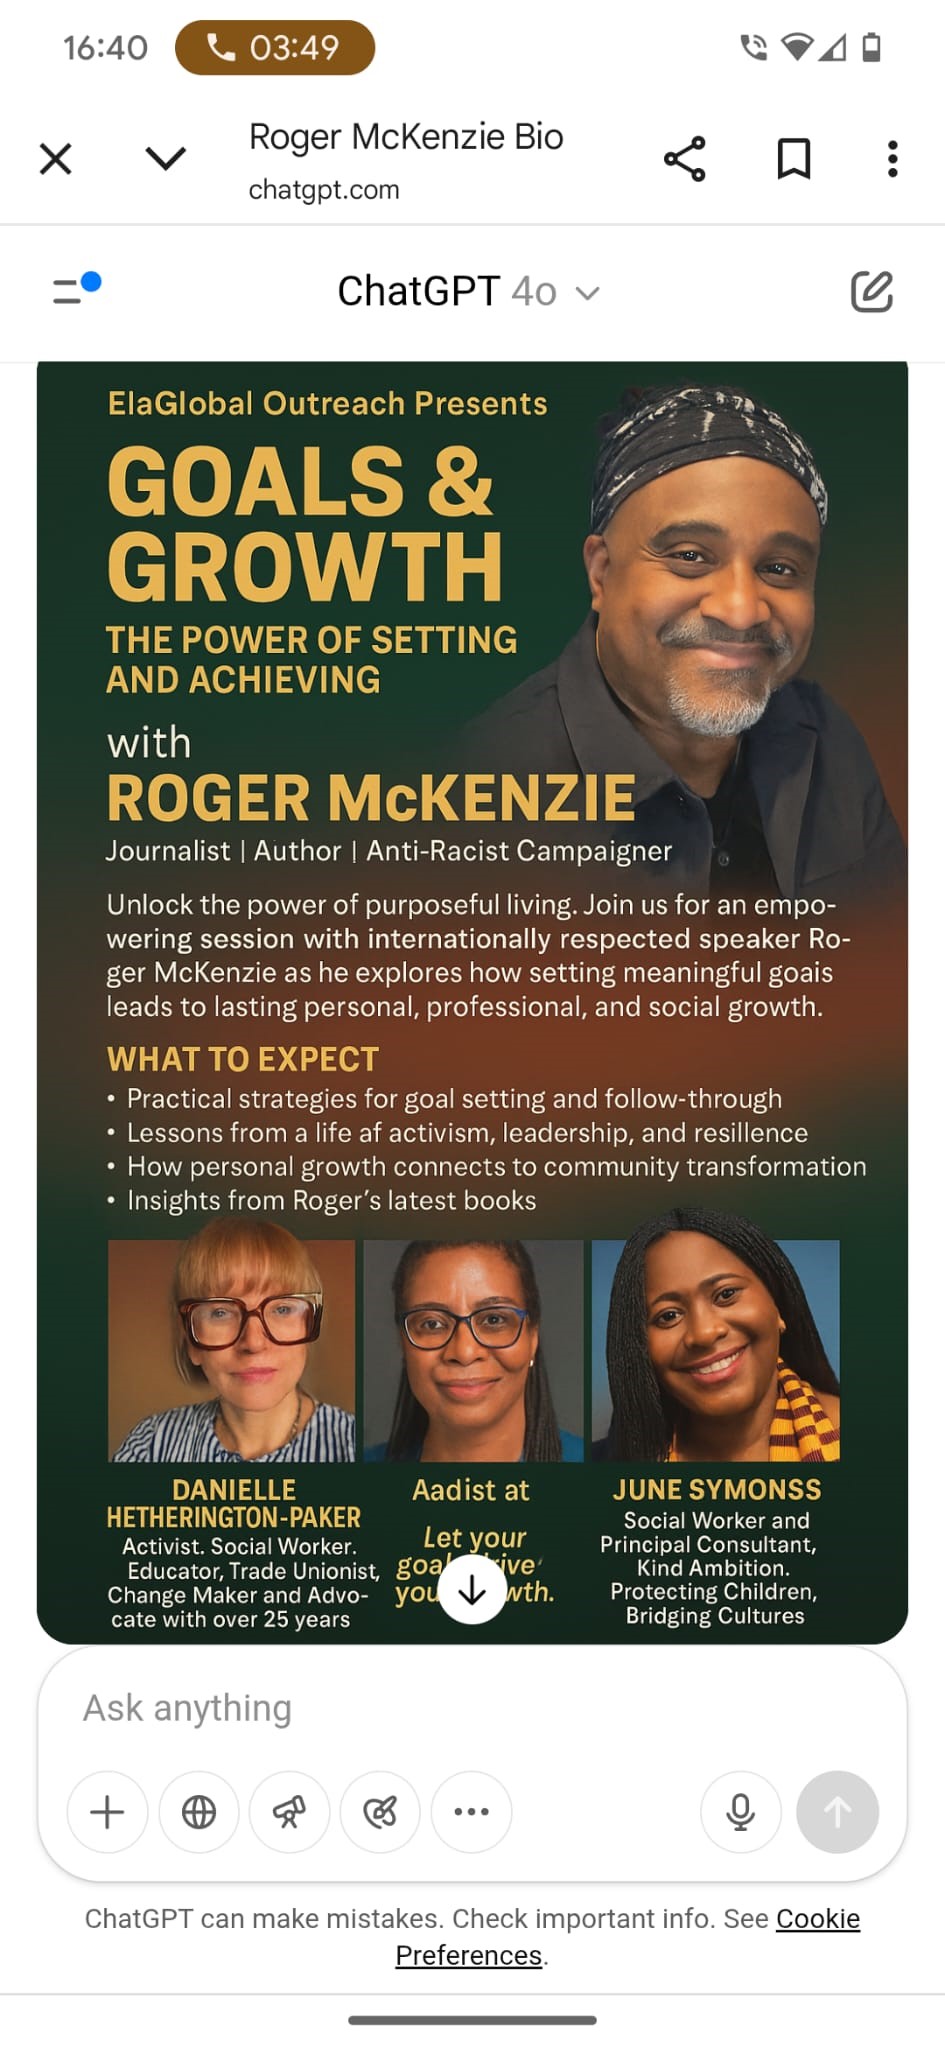 16:40
03:49
Roger McKenzie Bio
chatgpt.com
ChatGPT 4o
ElaGlobal Outreach Presents
GOALS &
GROWTH
THE POWER OF SETTING
AND ACHIEVING
with
ROGER McKENZIE
Journalist | Author | Anti-Racist Campaigner
Unlock the power of purposeful living. Join us for an empo-
wering session with internationally respected speaker Ro-
ger McKenzie as he explores how setting meaningful goais
leads to lasting personal, professional, and social growth.
WHAT TO EXPECT
• Practical strategies for goal setting and follow-through
• Lessons from a life af activism, leadership, and resillence
• How personal growth connects to community transformation
• Insights from Roger's latest books
DANIELLE
HETHERINGTON-PAKER
Activist. Social Worker.
Educator, Trade Unionist,
Change Maker and Advo-
cate with over 25 years
Aadist at
Let your
JUNE SYMONSS
Social Worker and
Principal Consultant,
Kind Ambition.
Protecting Children,
Bridging Cultures
Ask anything
ChatGPT can make mistakes. Check important info. See Cookie
Preferences.